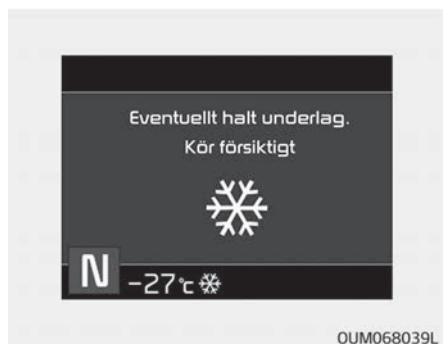 Eventuellt halt underlag.
Kör försiktigt
N
-27°c
OUM068039L